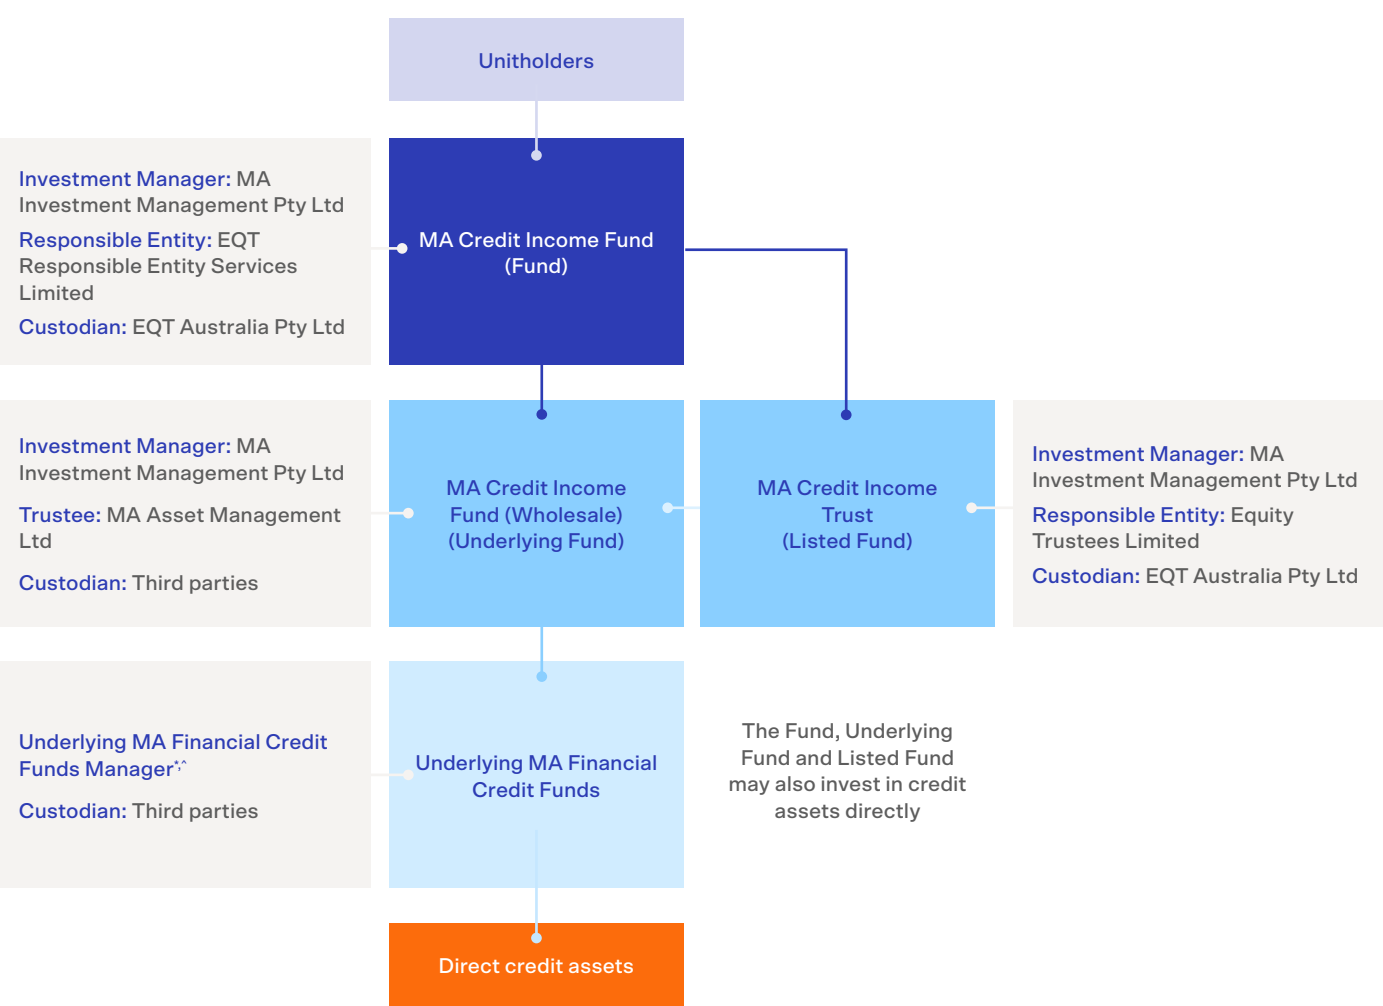 Unitholders
Investment Manager: MA
Investment Management Pty Ltd
Responsible Entity: EQT
Responsible Entity Services
Limited
Custodian: EQT Australia Pty Ltd
MA Credit Income Fund
(Fund)
Investment Manager: MA
Investment Management Pty Ltd
Trustee: MA Asset Management
Ltd
Custodian: Third parties
MA Credit Income
Fund (Wholesale)
(Underlying Fund)
MA Credit Income
Trust
(Listed Fund)
Investment Manager: MA
Investment Management Pty Ltd
Responsible Entity: Equity
Trustees Limited
Custodian: EQT Australia Pty Ltd
Underlying MA Financial Credit
Funds Manager*,^
Custodian: Third parties
Underlying MA Financial
Credit Funds
The Fund, Underlying
Fund and Listed Fund
may also invest in credit
assets directly
Direct credit assets